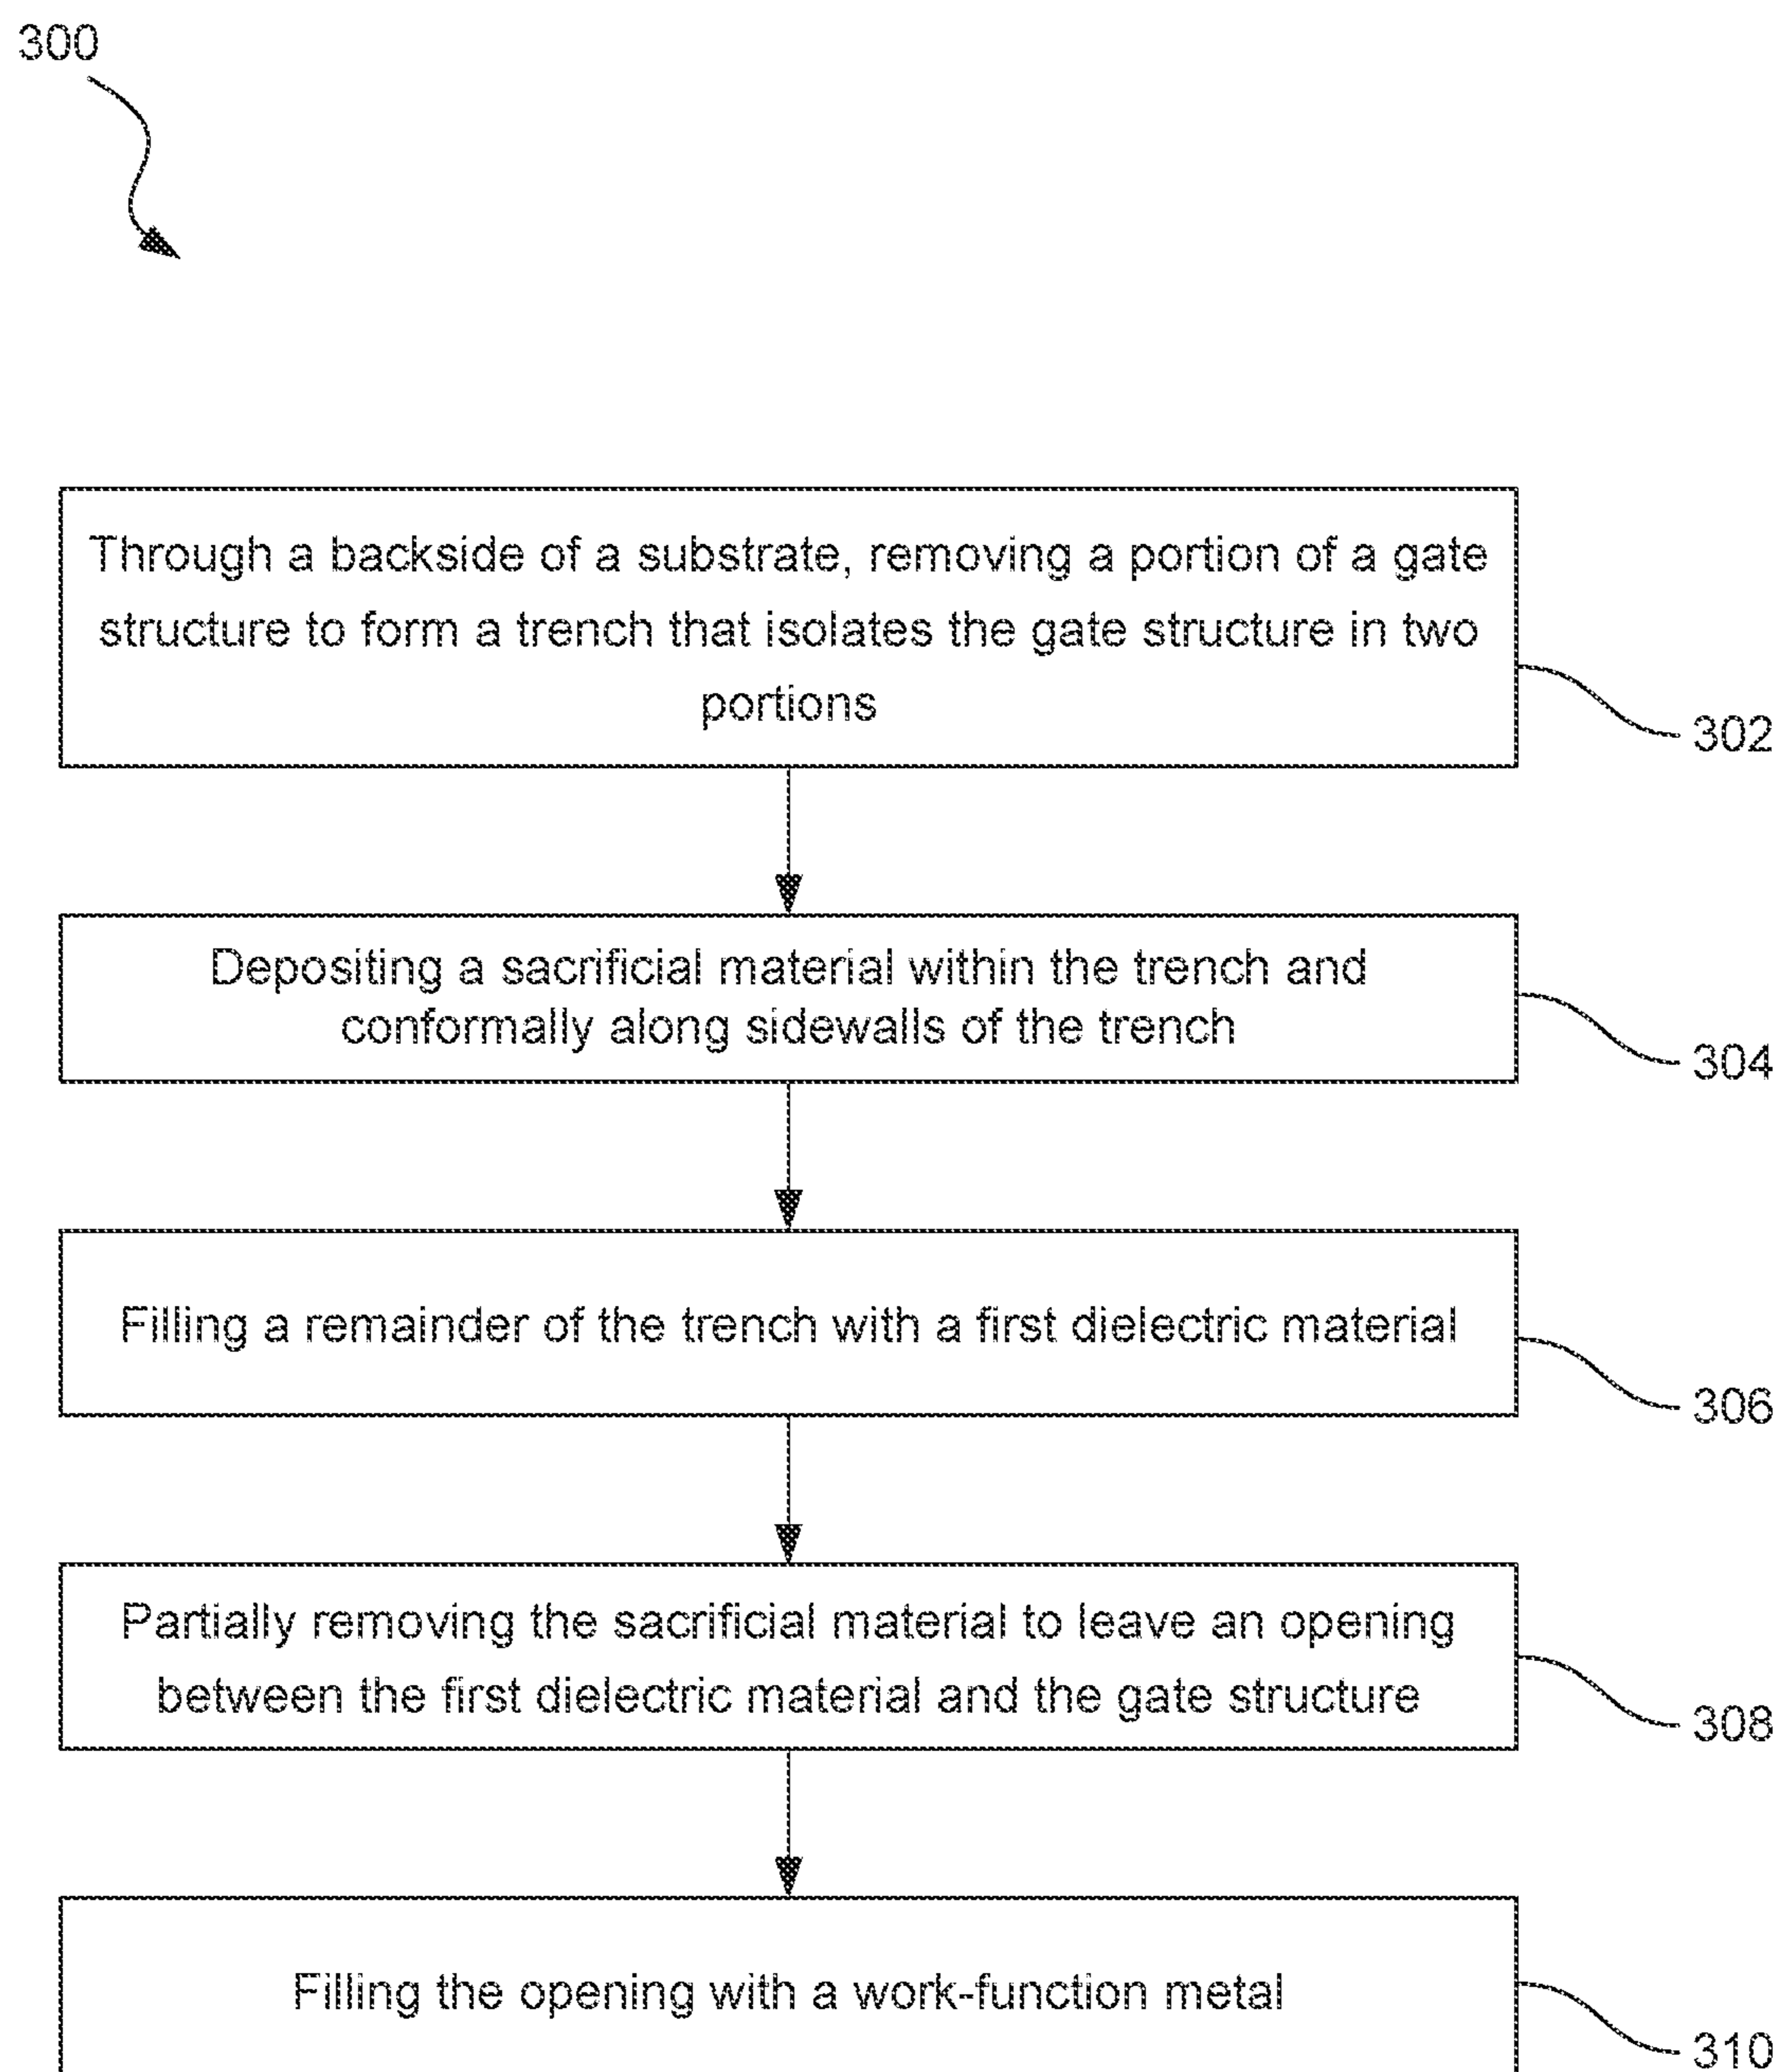 300
Through a backside of a substrate, removing a portion of a gate
structure to form a trench that isolates the gate structure in two
portions
302
Depositing a sacrificial material within the trench and
conformally along sidewalls of the trench
304
Filling a remainder of the trench with a first dielectric material
306
Partially removing the sacrificial material to leave an opening
between the first dielectric material and the gate structure
308
Filling the opening with a work-function metal
310